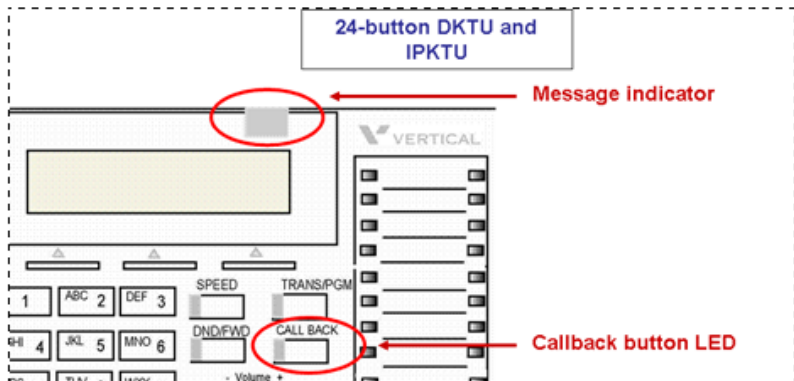 24-button DKTU and
IPKTU
Message indicator
VERTICAL
SPEED
TRANS/PGM
1
ABC 2
DEF 3
DND/FWD
CALL BACK
4
JKL 5
MNO 6
Callback button LED
- Volume +